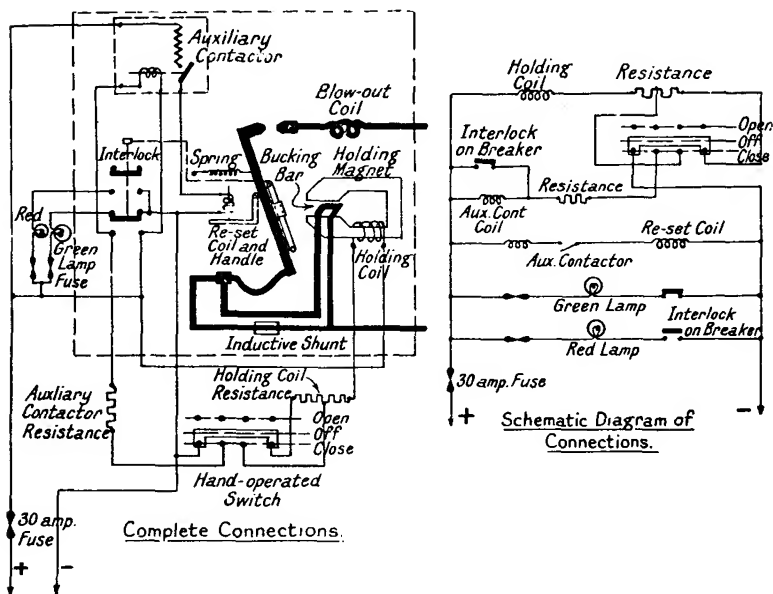 Auxiliary
Contactor
Blow-out
Coil
Interlock
Spring
Bucking
Bar
Holding
Magnet
Red
Green
Lamp
Fuse
Re-set
Coil and
Handle
Holding
Coil
Inductive Shunt
Auxliary
Contactor
Resistance
Holding Coil
Resistance
Open
Off
Close
Hand-operated
Switch
30 amp.
Fuse
+
-
Complete Connections.
Holding
Coil
Resistance
Open
Off
Close
Interlock
on Breaker
Resistance
Aux.Cont
Coil
Re-set Coil
Aux.Contactor
Green Lamp
Interlock
on Breaker
Red Lamp
30 amp. Fuse
+
-
Schematic Diagram of
Connections.